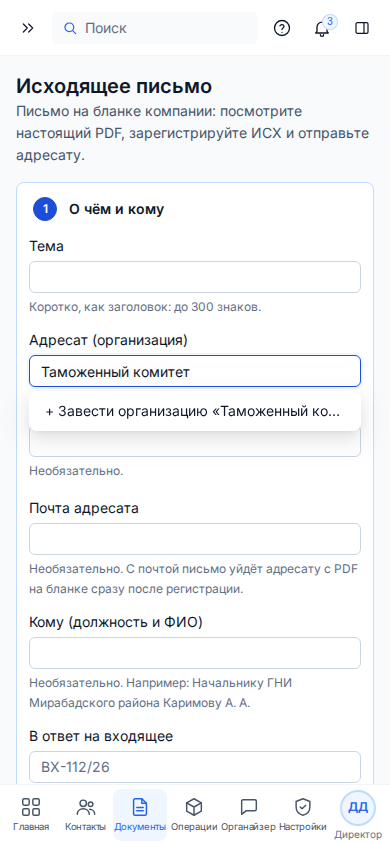 Поиск
3
Исходящее письмо
Письмо на бланке компании: посмотрите
настоящий PDF, зарегистрируйте ИСХ и отправьте
адресату.
1 О чём и кому
Тема
Коротко, как заголовок: до 300 знаков.
Адресат (организация)
Таможенный комитет
+ Завести организацию «Таможенный ко...
Необязательно.
Почта адресата
Необязательно. С почтой письмо уйдёт адресату с PDF
на бланке сразу после регистрации.
Кому (должность и ФИО)
Необязательно. Например: Начальнику ГНИ
Мирабадского района Каримову А. А.
В ответ на входящее
ВХ-112/26
Главная Контакты Документы Операции Органайзер Настройки
ДД
Директор